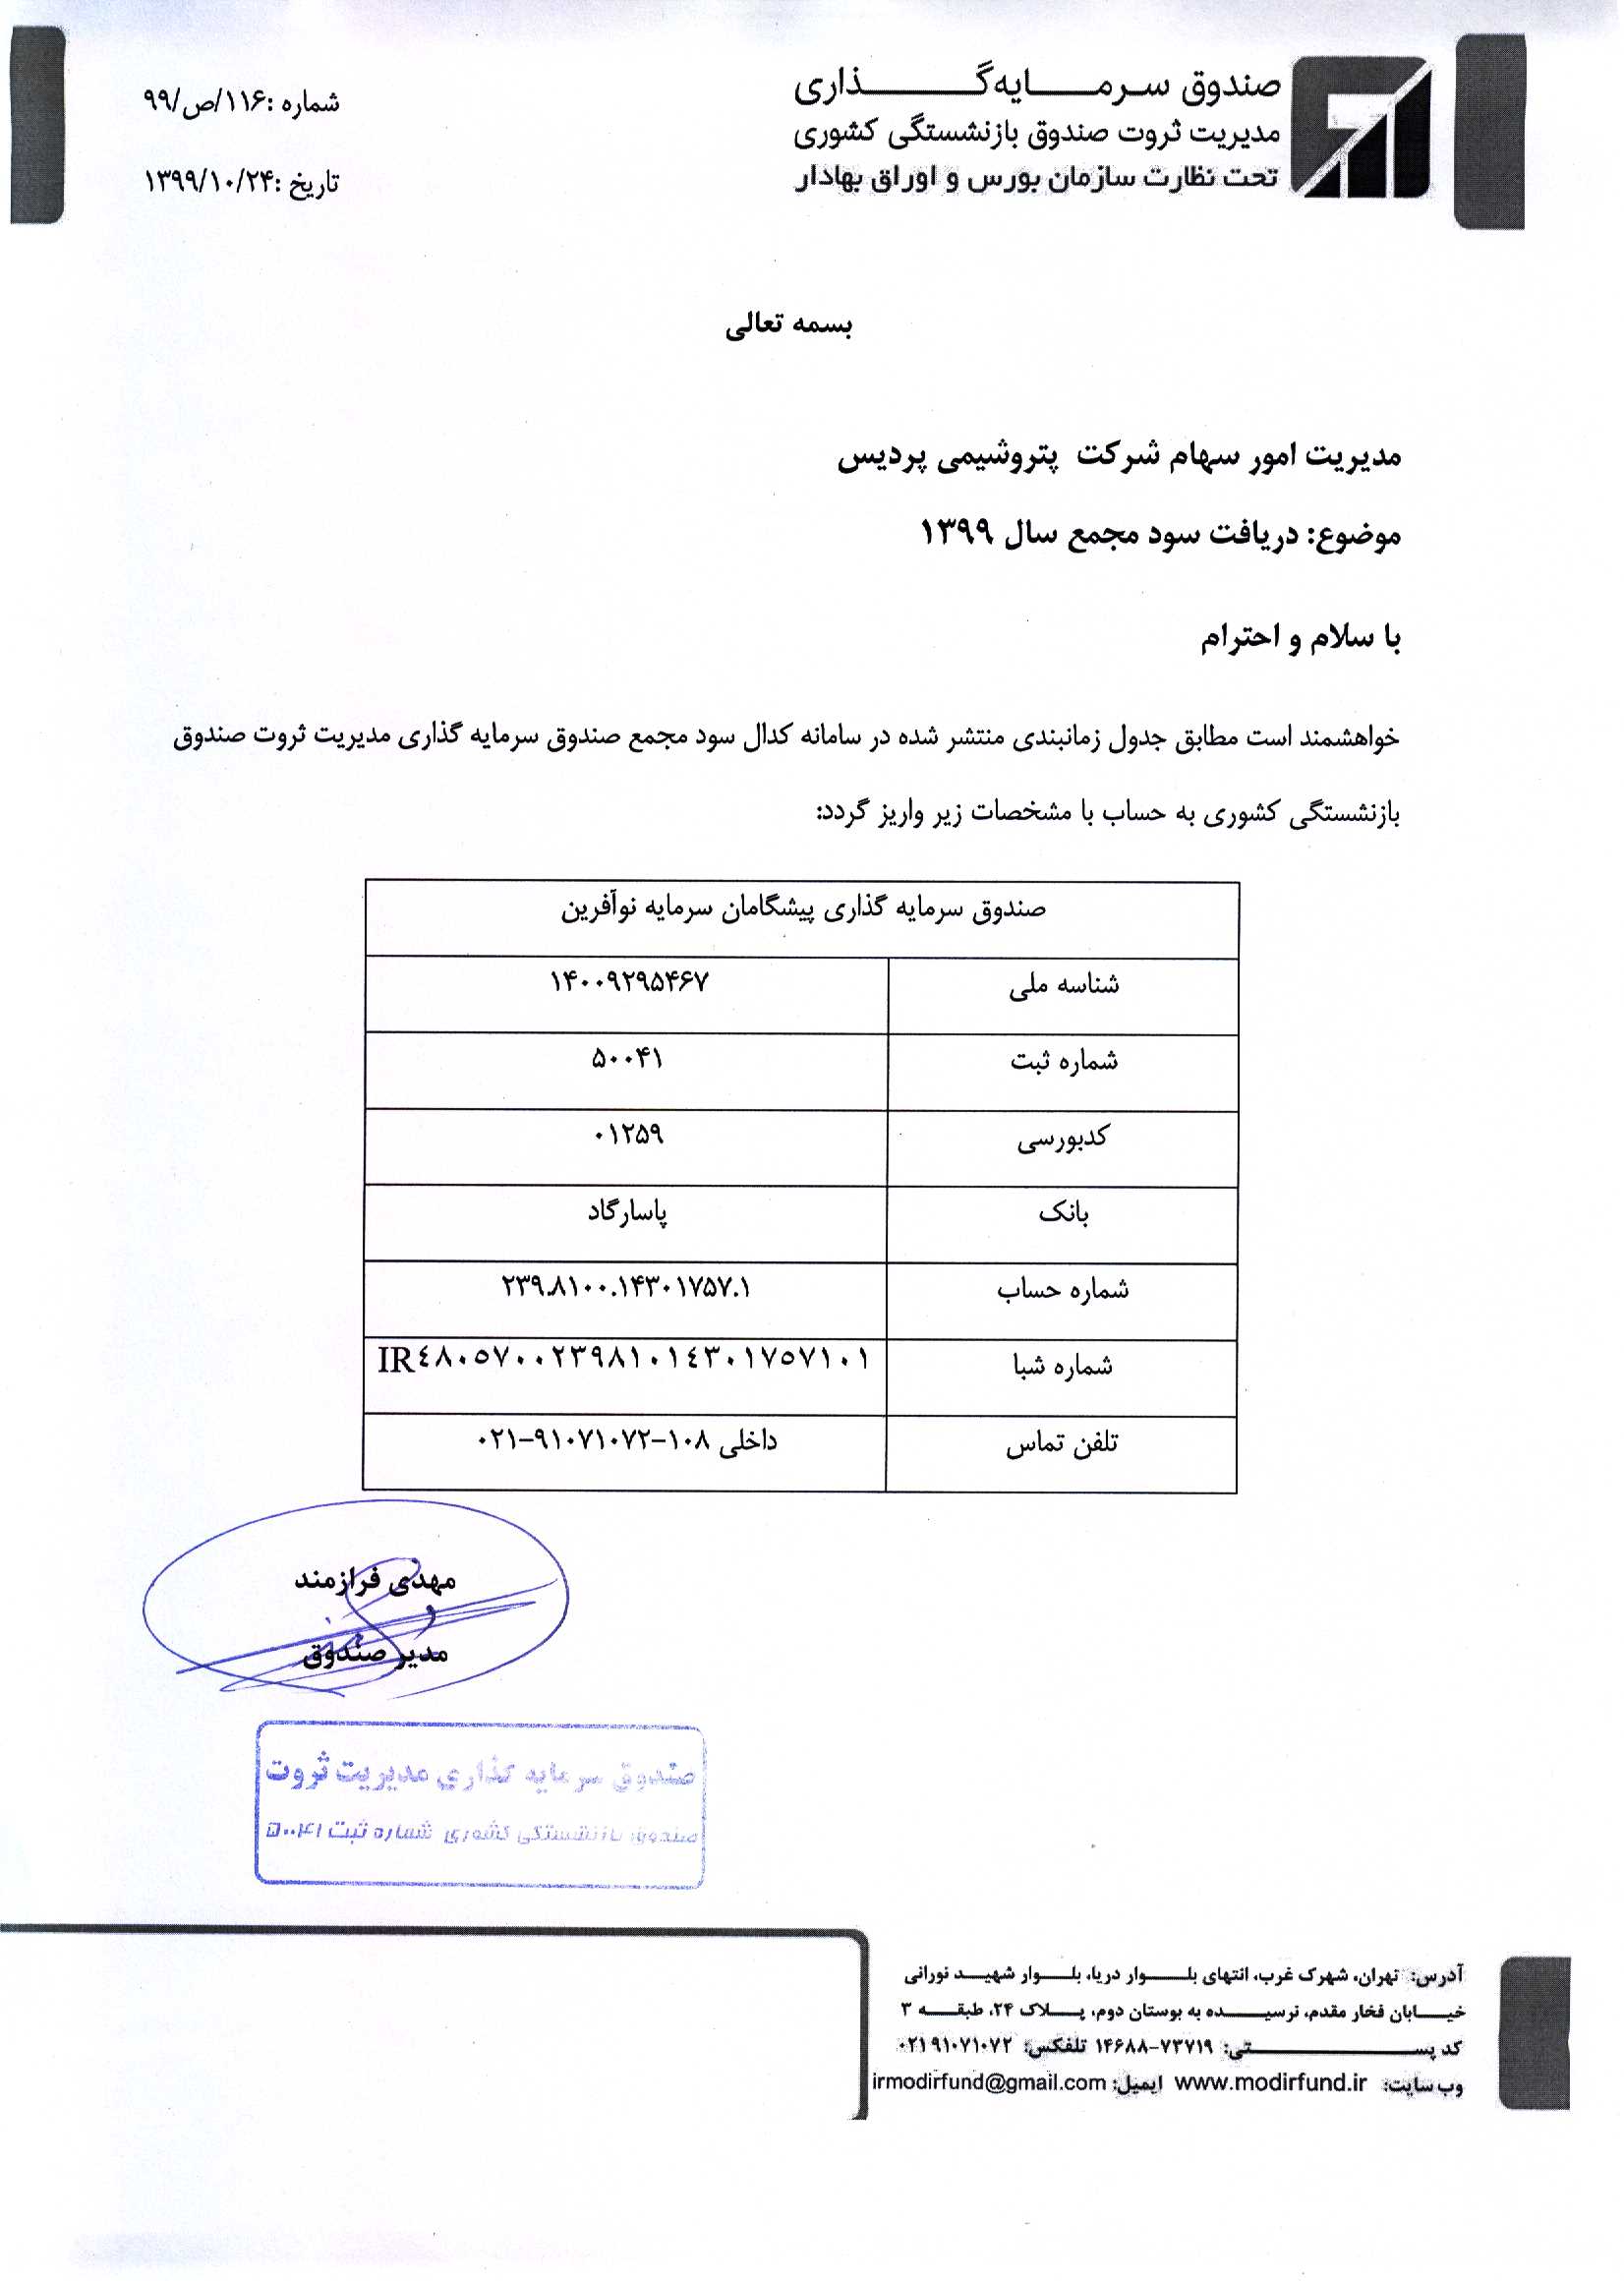 صندوق سرمایه‌گذاری
مدیریت ثروت صندوق بازنشستگی کشوری
تحت نظارت سازمان بورس و اوراق بهادار
شماره :۱۱۶/ص/۹۹
تاریخ :۱۳۹۹/۱۰/۲۴
بسمه تعالی
مدیریت امور سهام شرکت پتروشیمی پردیس
موضوع: دریافت سود مجمع سال ۱۳۹۹
با سلام و احترام
خواهشمند است مطابق جدول زمانبندی منتشر شده در سامانه کدال سود مجمع صندوق سرمایه گذاری مدیریت ثروت صندوق
بازنشستگی کشوری به حساب با مشخصات زیر واریز گردد:
صندوق سرمایه گذاری پیشگامان سرمایه نوآفرین
شناسه ملی ۱۴۰۰۹۲۹۵۴۶۷
شماره ثبت ۵۰۰۴۱
کدبورسی ۰۱۲۵۹
بانک پاسارگاد
شماره حساب ۲۳۹.۸۱۰۰.۱۴۳۰۱۷۵۷.۱
شماره شبا IR٤٨٠٥٧٠٠٢٣٩٨١٠١٤٣٠١٧٥٧١٠١
تلفن تماس ۰۲۱-۹۱۰۷۱۰۷۲-۱۰۸ داخلی
مهدی فرازمند
مدیر صندوق
صندوق سرمایه گذاری مدیریت ثروت
صندوق بازنشستگی کشوری شماره ثبت ۵۰۰۴۱
آدرس: تهران، شهرک غرب، انتهای بلوار دریا، بلوار شهید نورانی
خیابان فخار مقدم، نرسیده به بوستان دوم، پلاک ۲۴، طبقه ۳
کد پستی: ۷۳۷۱۹-۱۴۶۸۸ تلفکس: ۰۲۱۹۱۰۷۱۰۷۲
وب سایت: www.modirfund.ir ایمیل: irmodirfund@gmail.com